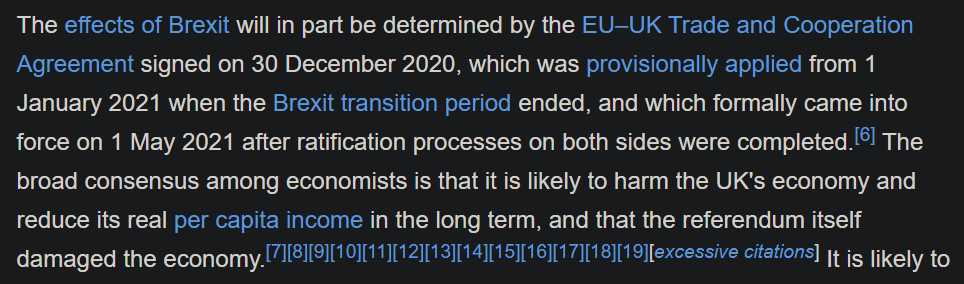 The effects of Brexit will in part be determined by the EU–UK Trade and Cooperation
Agreement signed on 30 December 2020, which was provisionally applied from 1
January 2021 when the Brexit transition period ended, and which formally came into
force on 1 May 2021 after ratification processes on both sides were completed.[6] The
broad consensus among economists is that it is likely to harm the UK's economy and
reduce its real per capita income in the long term, and that the referendum itself
damaged the economy.[7][8][9][10][11][12][13][14][15][16][17][18][19][excessive citations] It is likely to